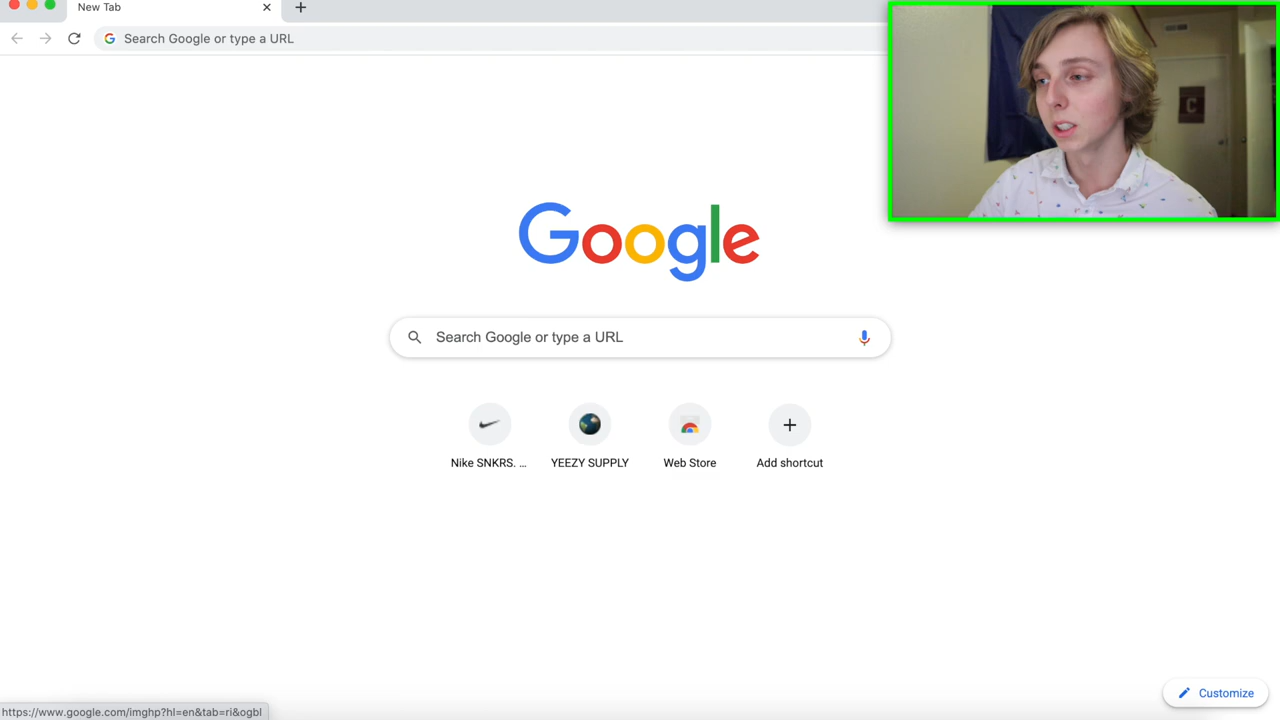 New Tab
Search Google or type a URL
Google
Search Google or type a URL
Nike SNKRS. ...
YEEZY SUPPLY
Web Store
Add shortcut
Customize
https://www.google.com/imghp?hl=en&tab=ri&ogbl
C